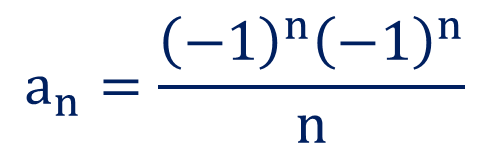 aₙ = (−1)ⁿ(−1)ⁿ / n